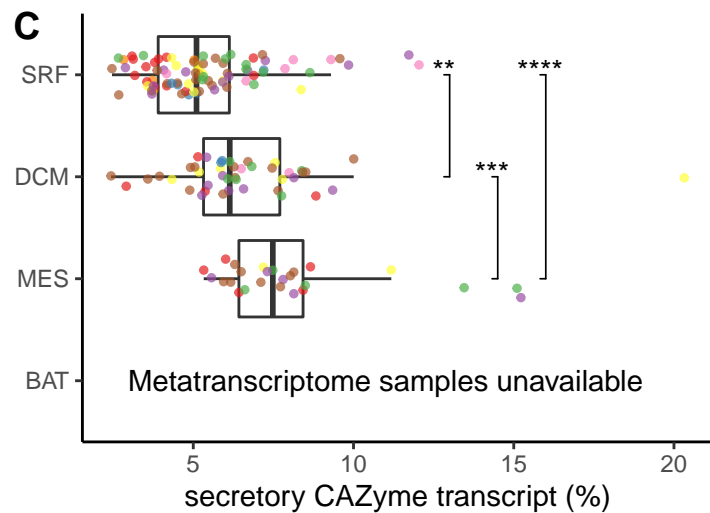 C
SRF
**
****
DCM
***
MES
BAT
Metatranscriptome samples unavailable
5
10
15
20
secretory CAZyme transcript (%)